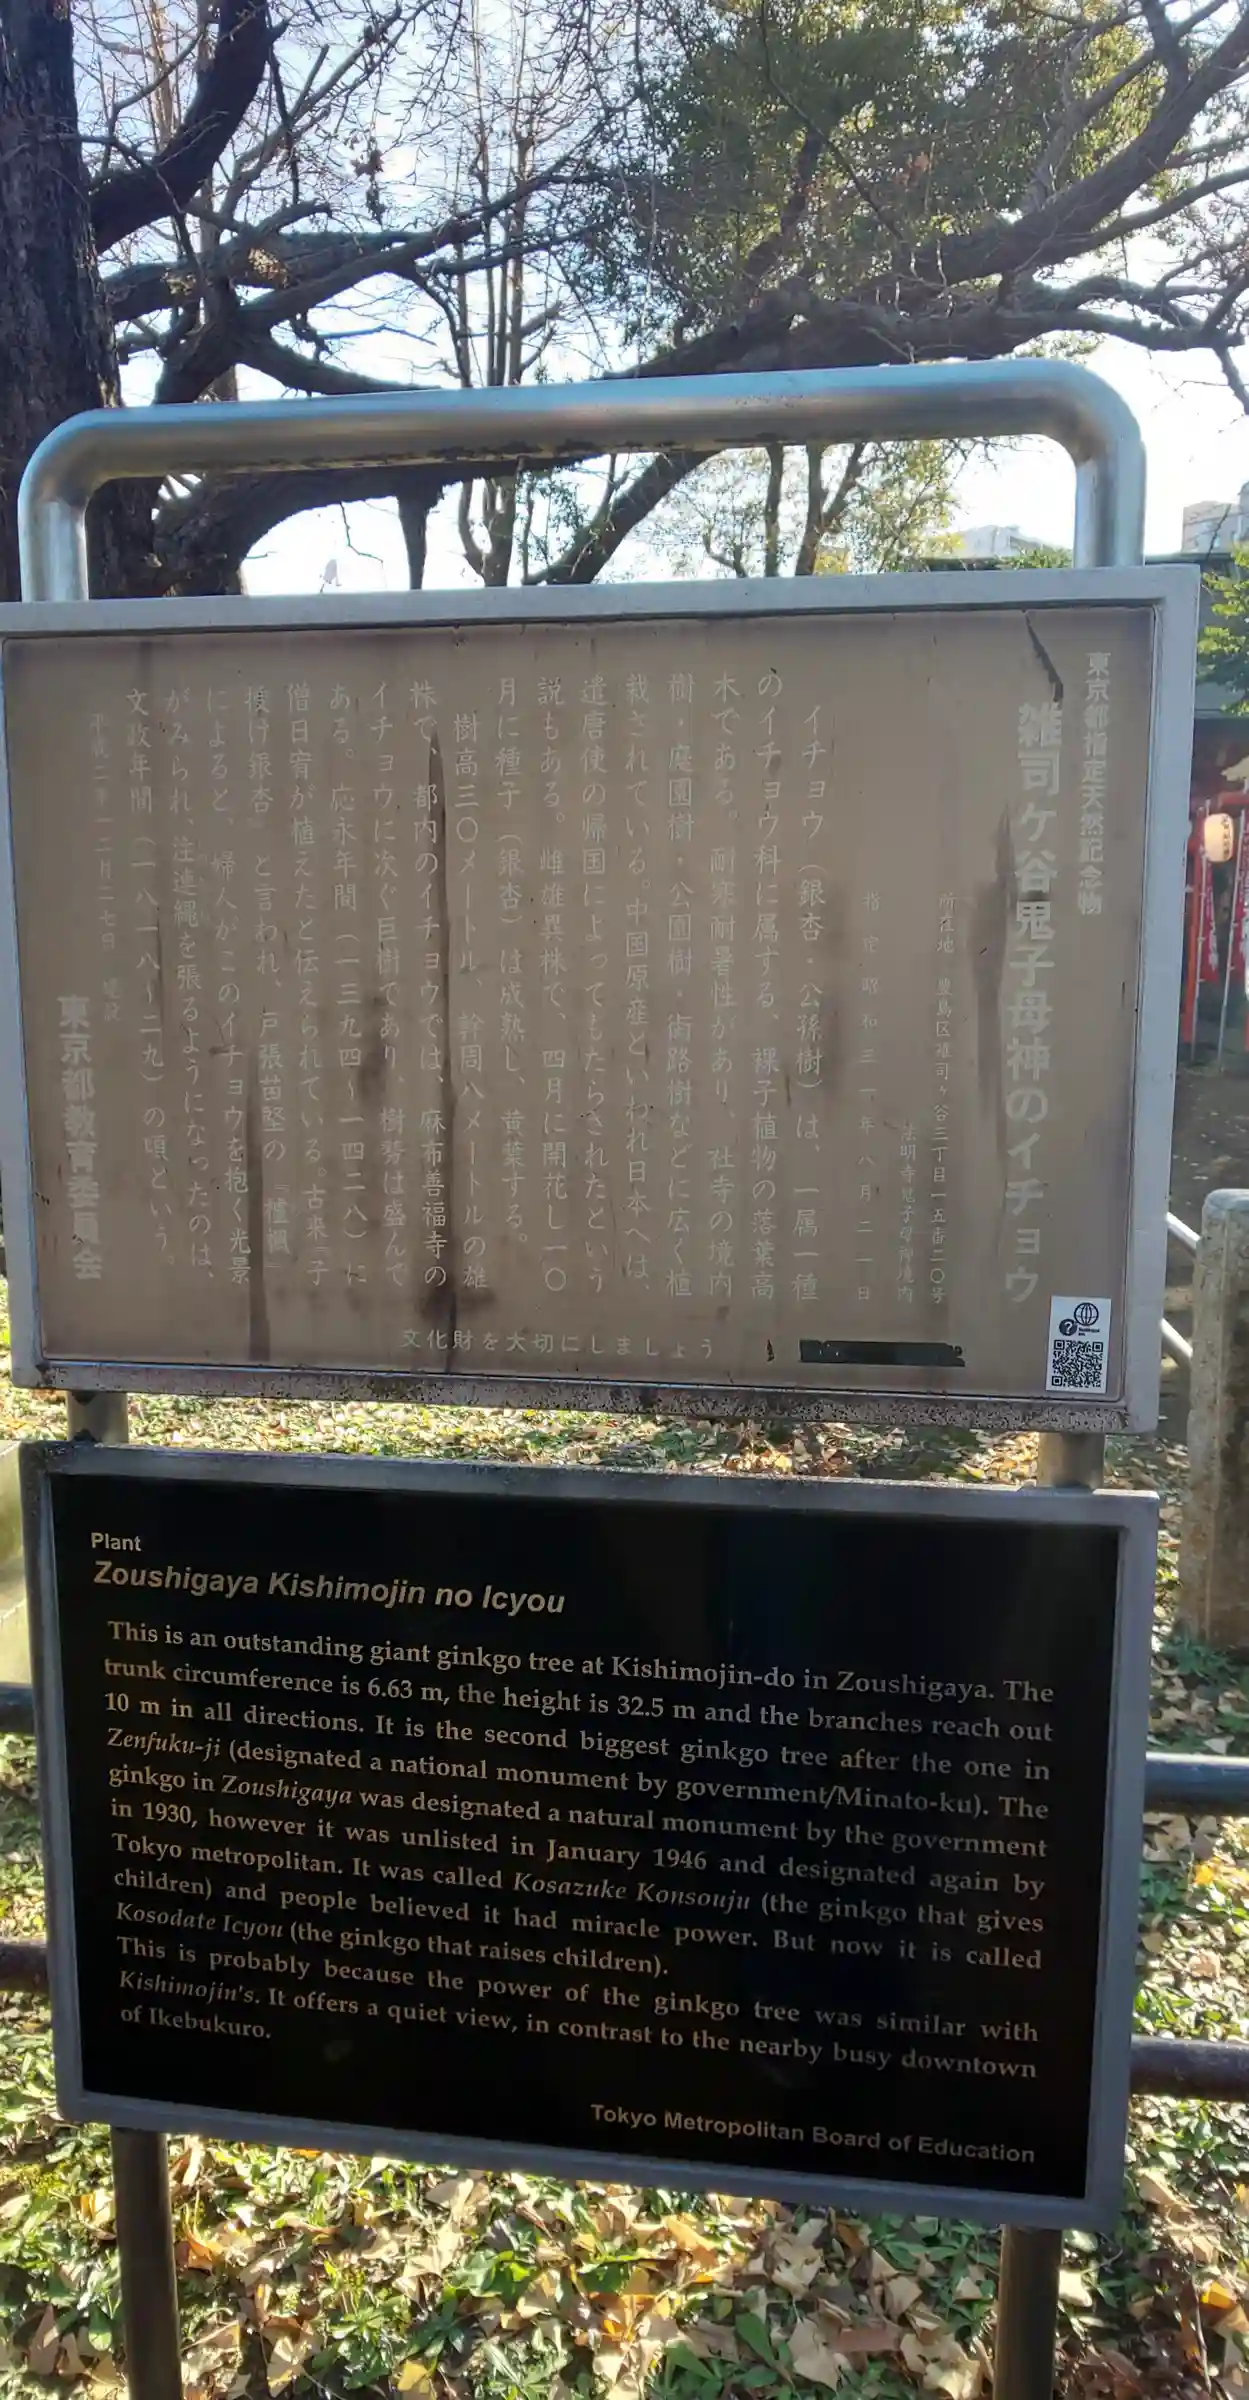 東京都指定天然記念物
雑司ケ谷鬼子母神のイチョウ
所在地 豊島区雑司ヶ谷三丁目一五番二〇号
法明寺鬼子母神境内
指定 昭和三一年八月二一日
イチョウ（銀杏・公孫樹）は、一属一種
のイチョウ科に属する、裸子植物の落葉高
木である。耐寒耐暑性があり、社寺の境内
樹・庭園樹・公園樹・街路樹などに広く植
栽されている。中国原産といわれ日本へは、
遣唐使の帰国によってもたらされたという
説もある。雌雄異株で、四月に開花し一〇
月に種子（銀杏）は成熟し、黄葉する。
樹高三〇メートル、幹周八メートルの雄
株で、都内のイチョウでは、麻布善福寺の
イチョウに次ぐ巨樹であり、樹勢は盛んで
ある。応永年間（一三九四～一四二八）に
僧日宥が植えたと伝えられている。古来『子
授け銀杏』と言われ、戸張苗堅の『櫨楓』
によると、婦人がこのイチョウを抱く光景
がみられ、注連縄を張るようになったのは、
文政年間（一八一八～二九）の頃という。
一二月二七日 建設
東京都教育委員会
文化財を大切にしましょう
Plant
Zoushigaya Kishimojin no Icyou
This is an outstanding giant ginkgo tree at Kishimojin-do in Zoushigaya. The
trunk circumference is 6.63 m, the height is 32.5 m and the branches reach out
10 m in all directions. It is the second biggest ginkgo tree after the one in
Zenfuku-ji (designated a national monument by government/Minato-ku). The
ginkgo in Zoushigaya was designated a natural monument by the government
in 1930, however it was unlisted in January 1946 and designated again by
Tokyo metropolitan. It was called Kosazuke Konsouju (the ginkgo that gives
children) and people believed it had miracle power. But now it is called
Kosodate Icyou (the ginkgo that raises children).
This is probably because the power of the ginkgo tree was similar with
Kishimojin's. It offers a quiet view, in contrast to the nearby busy downtown
of Ikebukuro.
Tokyo Metropolitan Board of Education